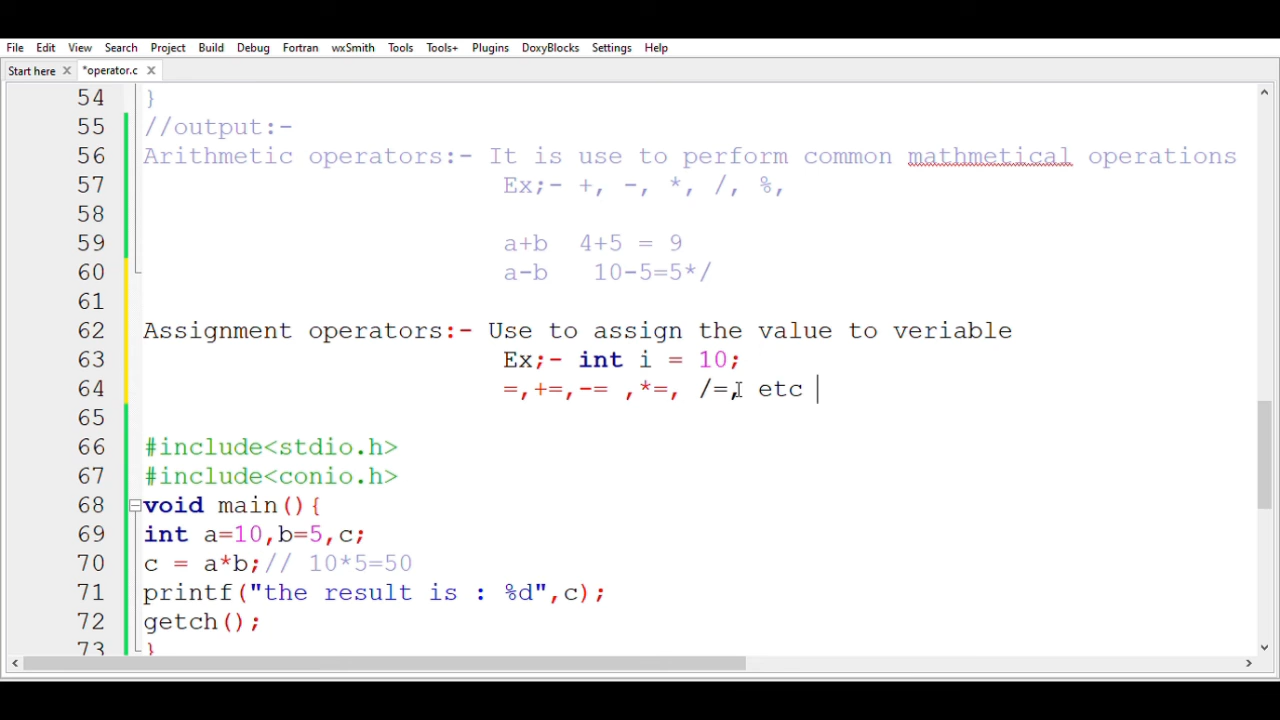 File Edit View Search Project Build Debug Fortran wxSmith Tools Tools+ Plugins DoxyBlocks Settings Help
Start here *operator.c
54 }
55 //output:-
56 Arithmetic operators:- It is use to perform common mathmetical operations
57 Ex;- +, -, *, /, %,
58
59 a+b 4+5 = 9
60 a-b 10-5=5*/
61
62 Assignment operators:- Use to assign the value to veriable
63 Ex;- int i = 10;
64 =,+=,-= ,*=, /=, etc
65
66 #include<stdio.h>
67 #include<conio.h>
68 void main(){
69 int a=10,b=5,c;
70 c = a*b;// 10*5=50
71 printf("the result is : %d",c);
72 getch();
73 }